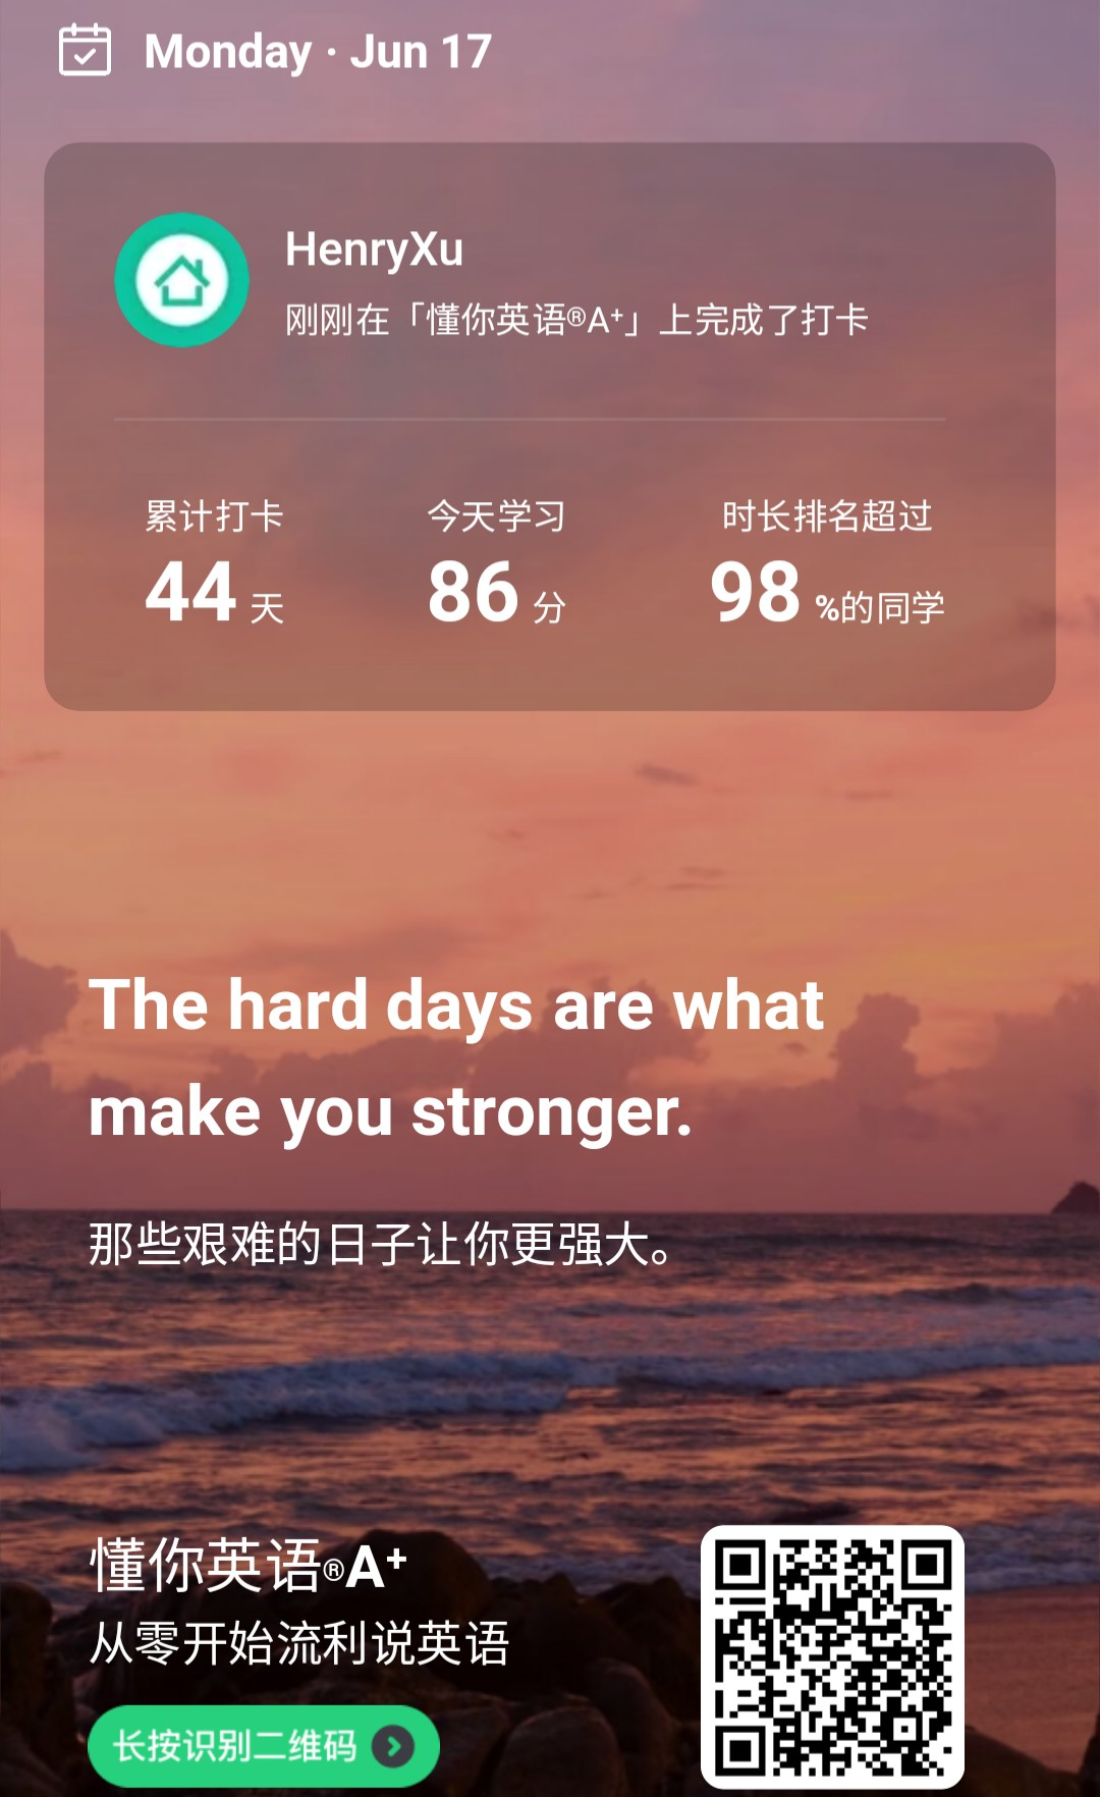 Monday · Jun 17
HenryXu
刚刚在「懂你英语®A⁺」上完成了打卡
累计打卡 今天学习 时长排名超过
44 天 86 分 98 %的同学
The hard days are what
make you stronger.
那些艰难的日子让你更强大。
懂你英语®A⁺
从零开始流利说英语
长按识别二维码